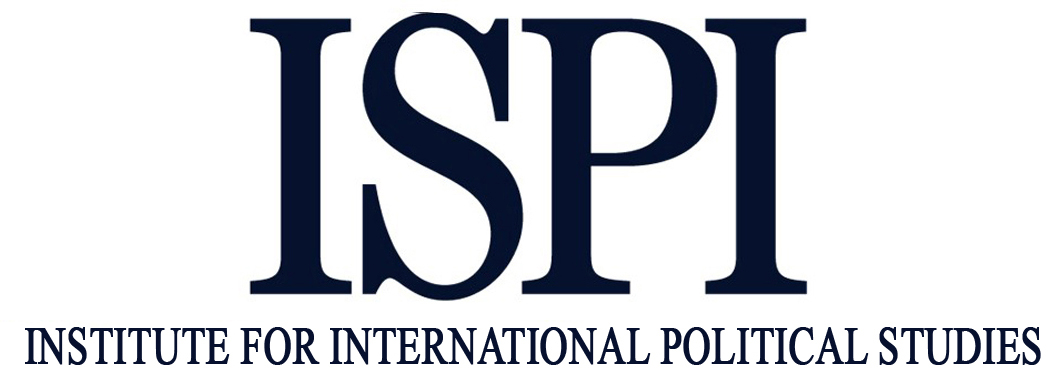 ISPI
INSTITUTE FOR INTERNATIONAL POLITICAL STUDIES